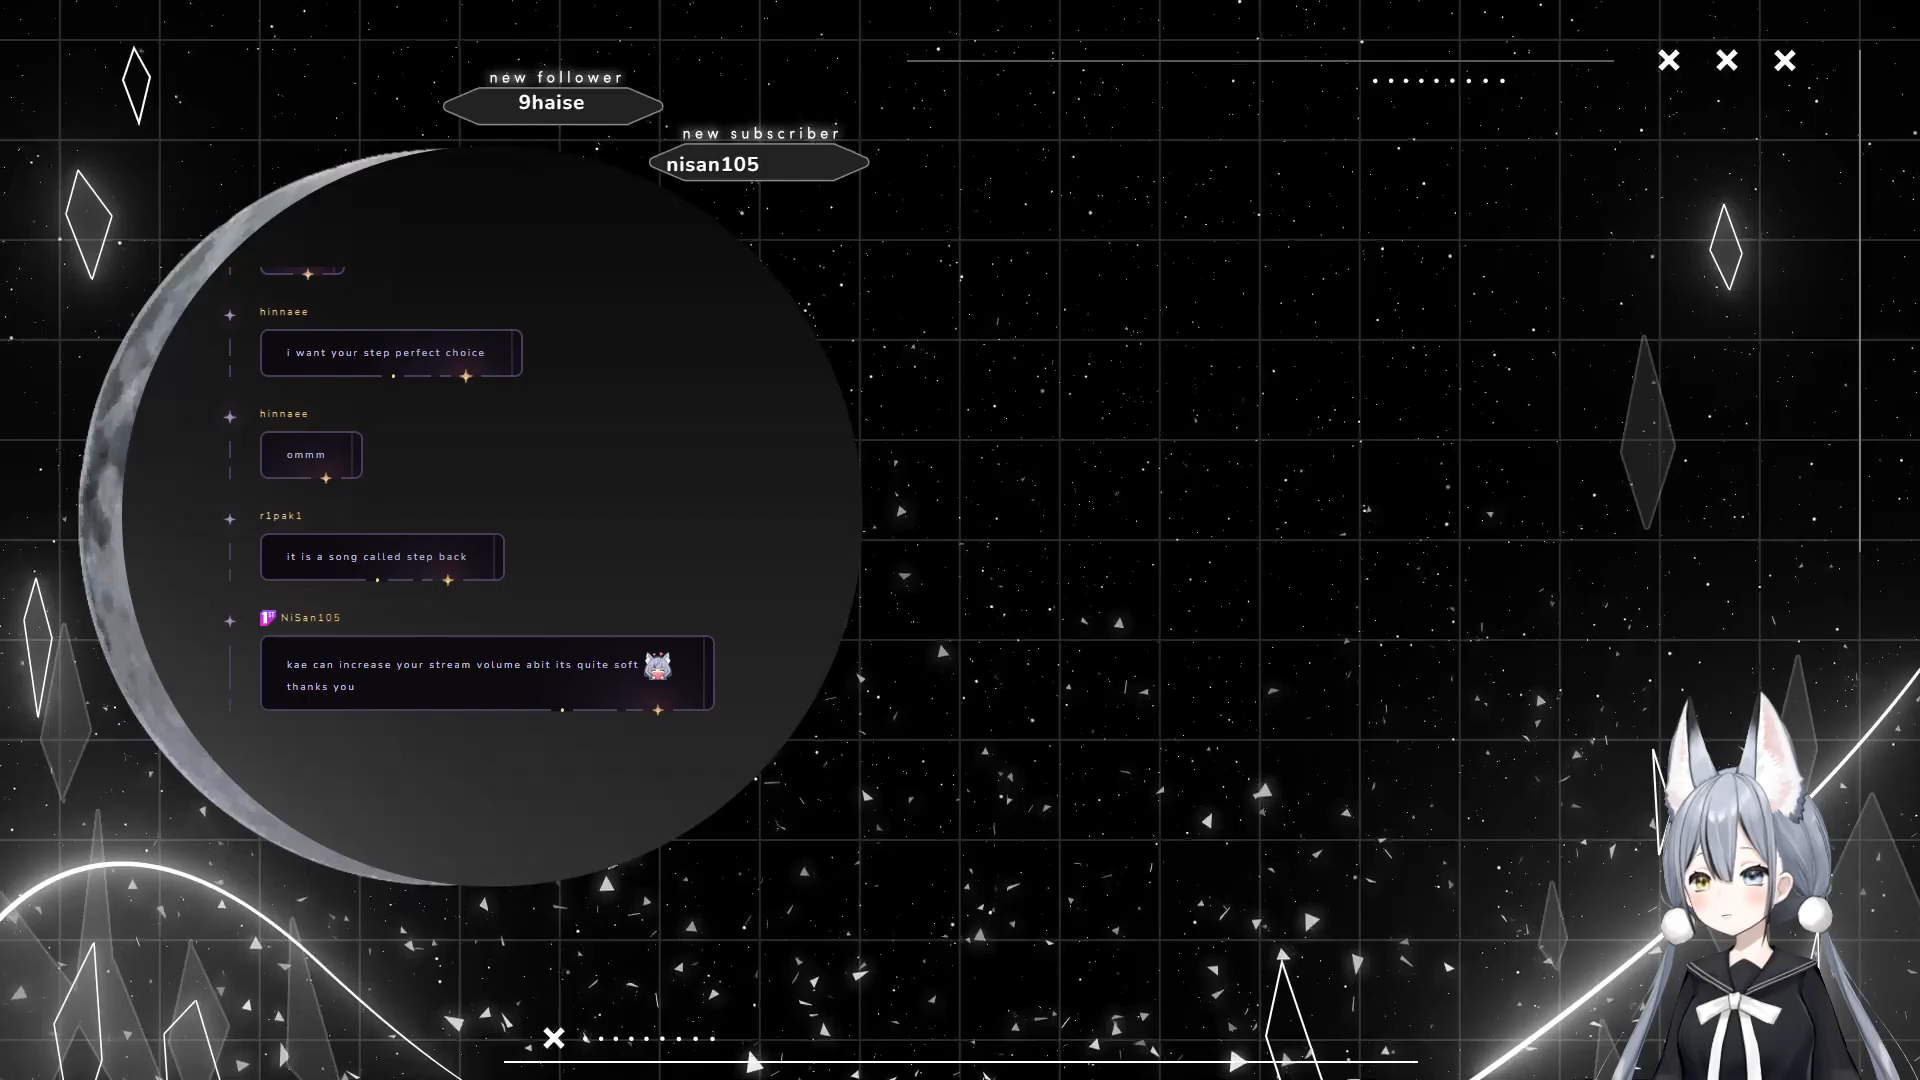 new follower
9haise
new subscriber
nisan105
hinnaee
i want your step perfect choice
hinnaee
ommm
r1pak1
it is a song called step back
1ST NiSan105
kae can increase your stream volume abit its quite soft
thanks you